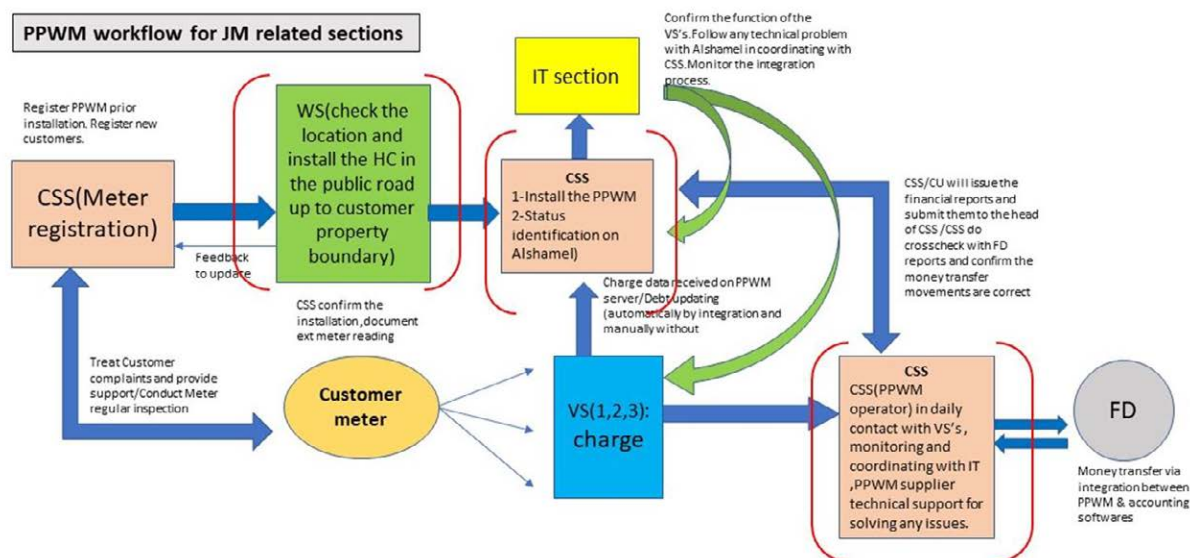 PPWM workflow for JM related sections
Confirm the function of the
VS's.Follow any technical problem
with Alshamel in coordinating with
CSS.Monitor the integration
process.
IT section
Register PPWM prior
installation. Register new
customers.
CSS(Meter
registration)
WS(check the
location and
install the HC in
the public road
up to customer
property
boundary)
CSS
1-Install the PPWM
2-Status
identification on
Alshamel)
CSS/CU will issue the
financial reports and
submit them to the head
of CSS/CSS do
crosscheck with FD
reports and confirm the
money transfer
movements are correct
Feedback
to update
CSS confirm the
installation,document
ext meter reading
Charge data received on PPWM
server/Debt updating
(automatically by integration and
manually without
Treat Customer
complaints and provide
support/Conduct Meter
regular inspection
Customer
meter
VS(1,2,3):
charge
CSS
CSS(PPWM
operator) in daily
contact with VS's ,
monitoring and
coordinating with IT
,PPWM supplier
technical support for
solving any issues.
FD
Money transfer via
integration between
PPWM & accounting
softwares